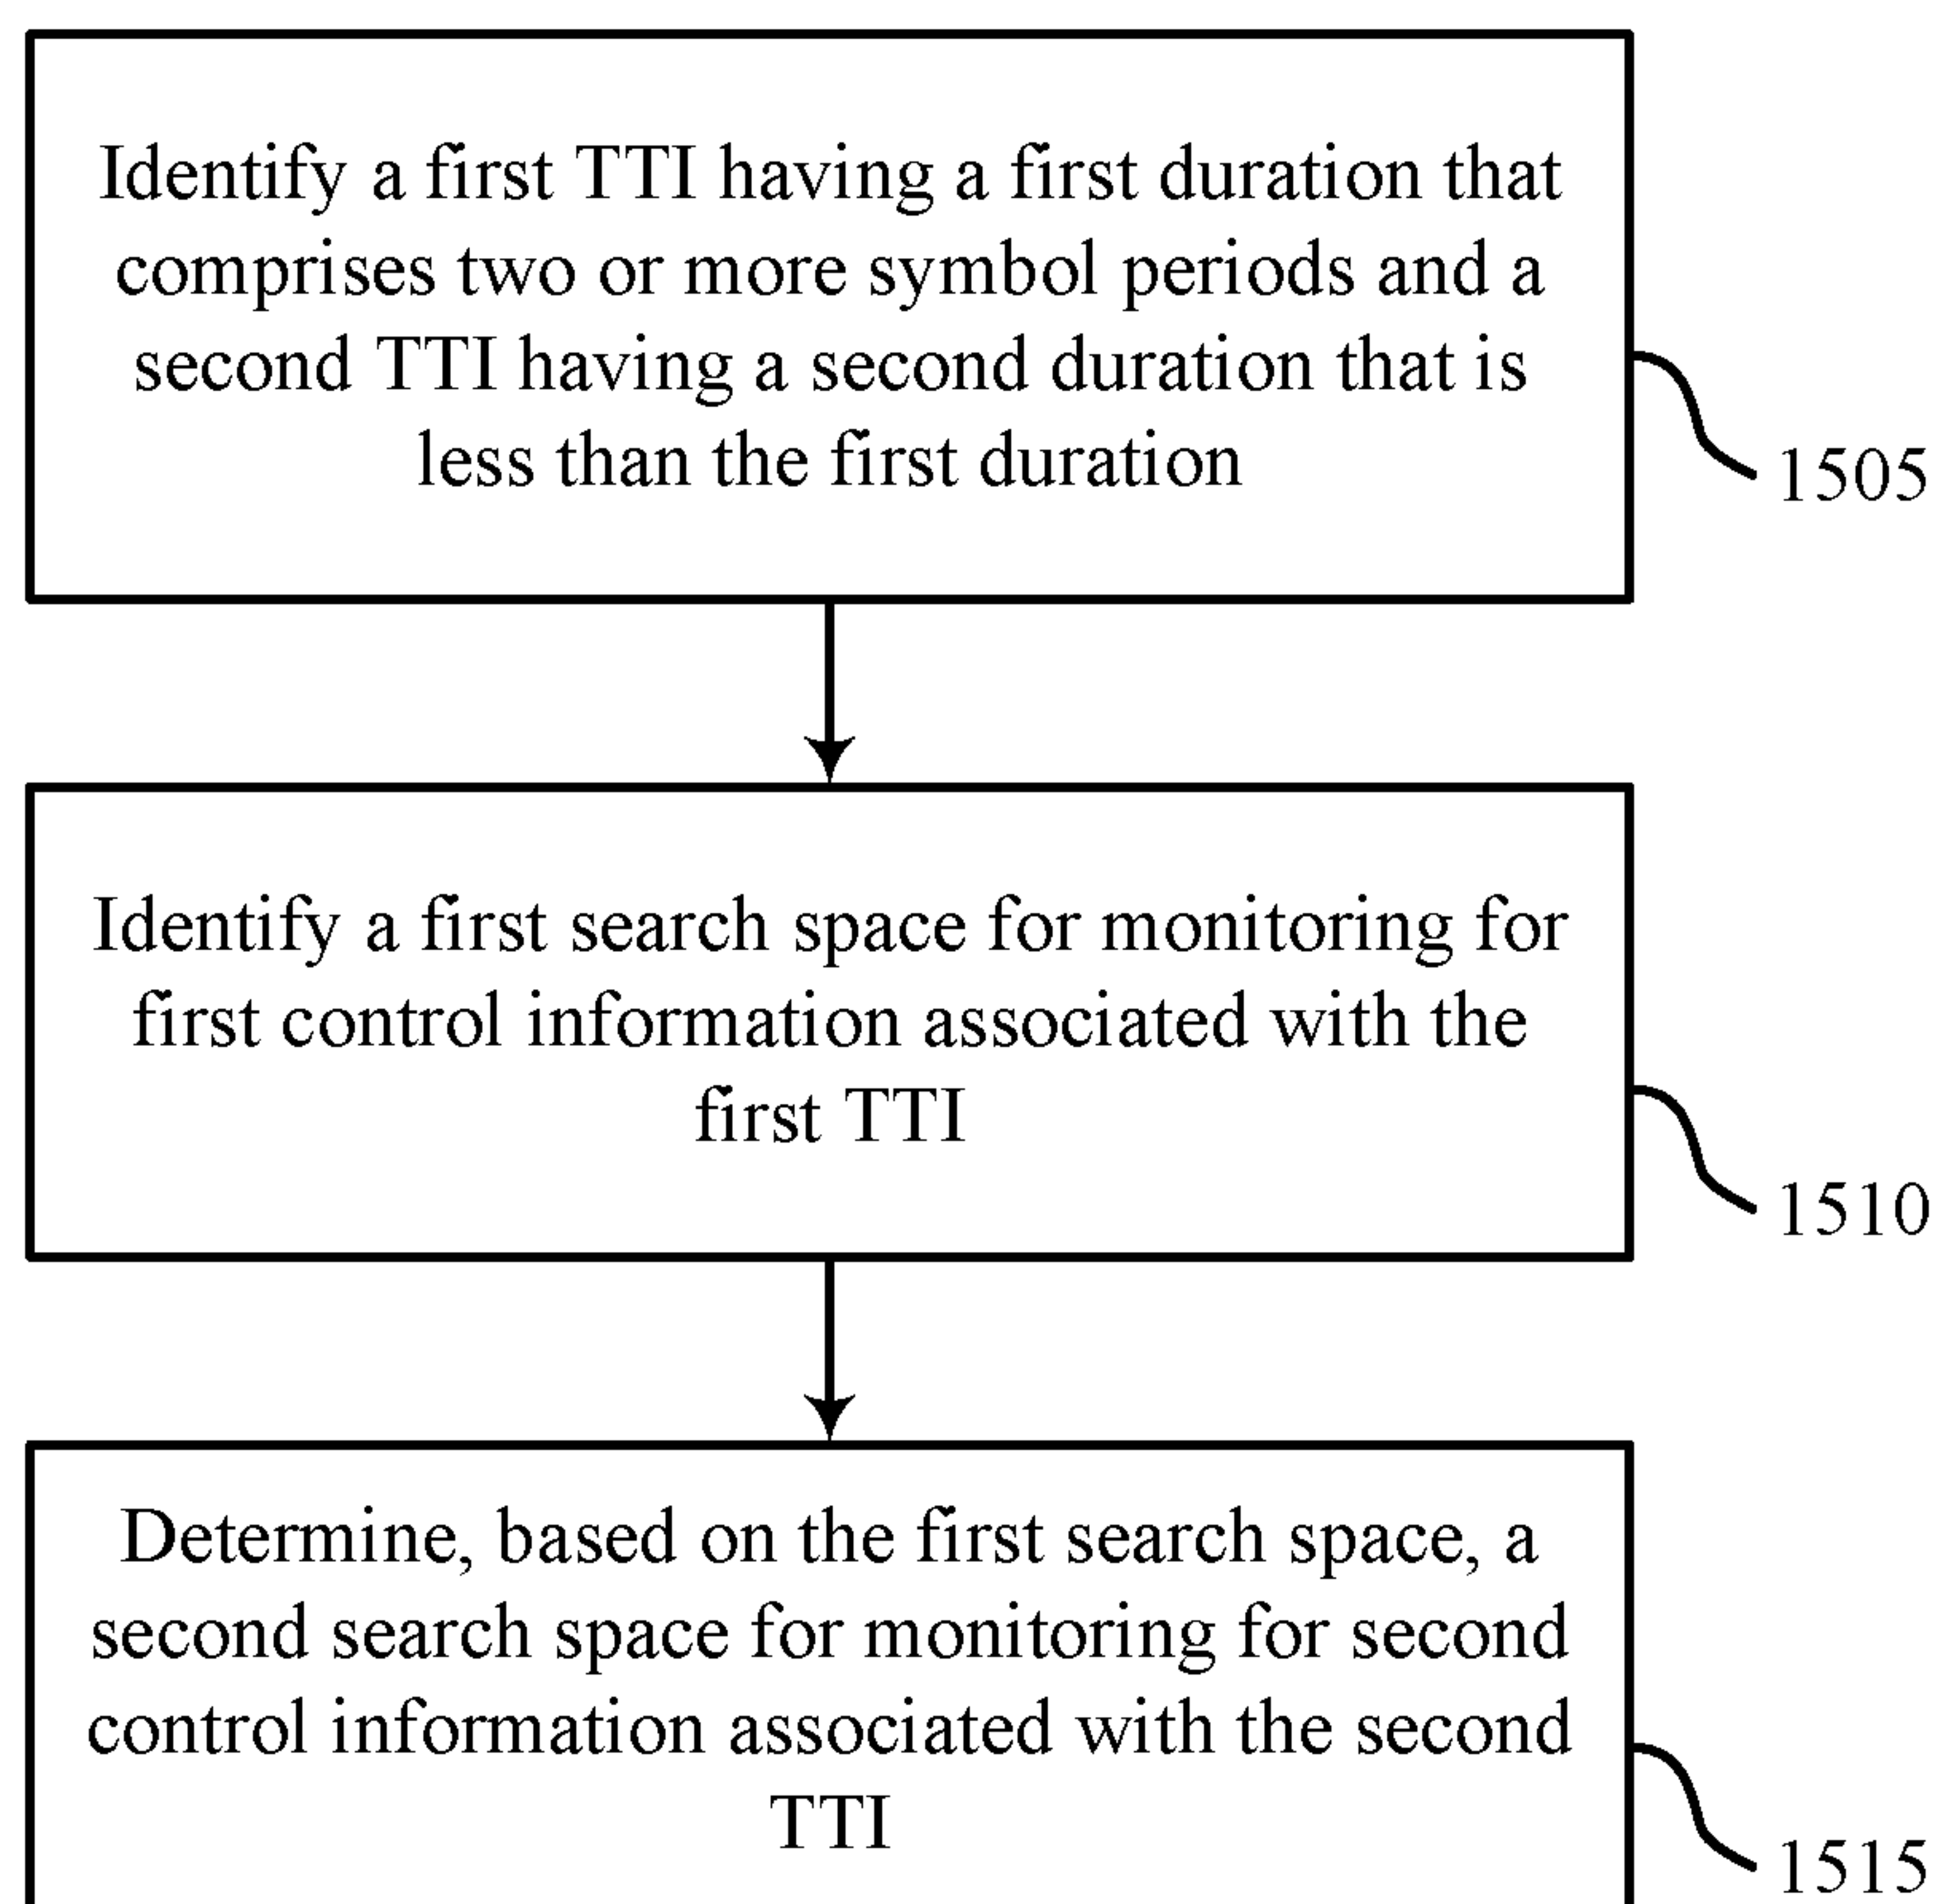 Identify a first TTI having a first duration that
comprises two or more symbol periods and a
second TTI having a second duration that is
less than the first duration
1505
Identify a first search space for monitoring for
first control information associated with the
first TTI
1510
Determine, based on the first search space, a
second search space for monitoring for second
control information associated with the second
TTI
1515